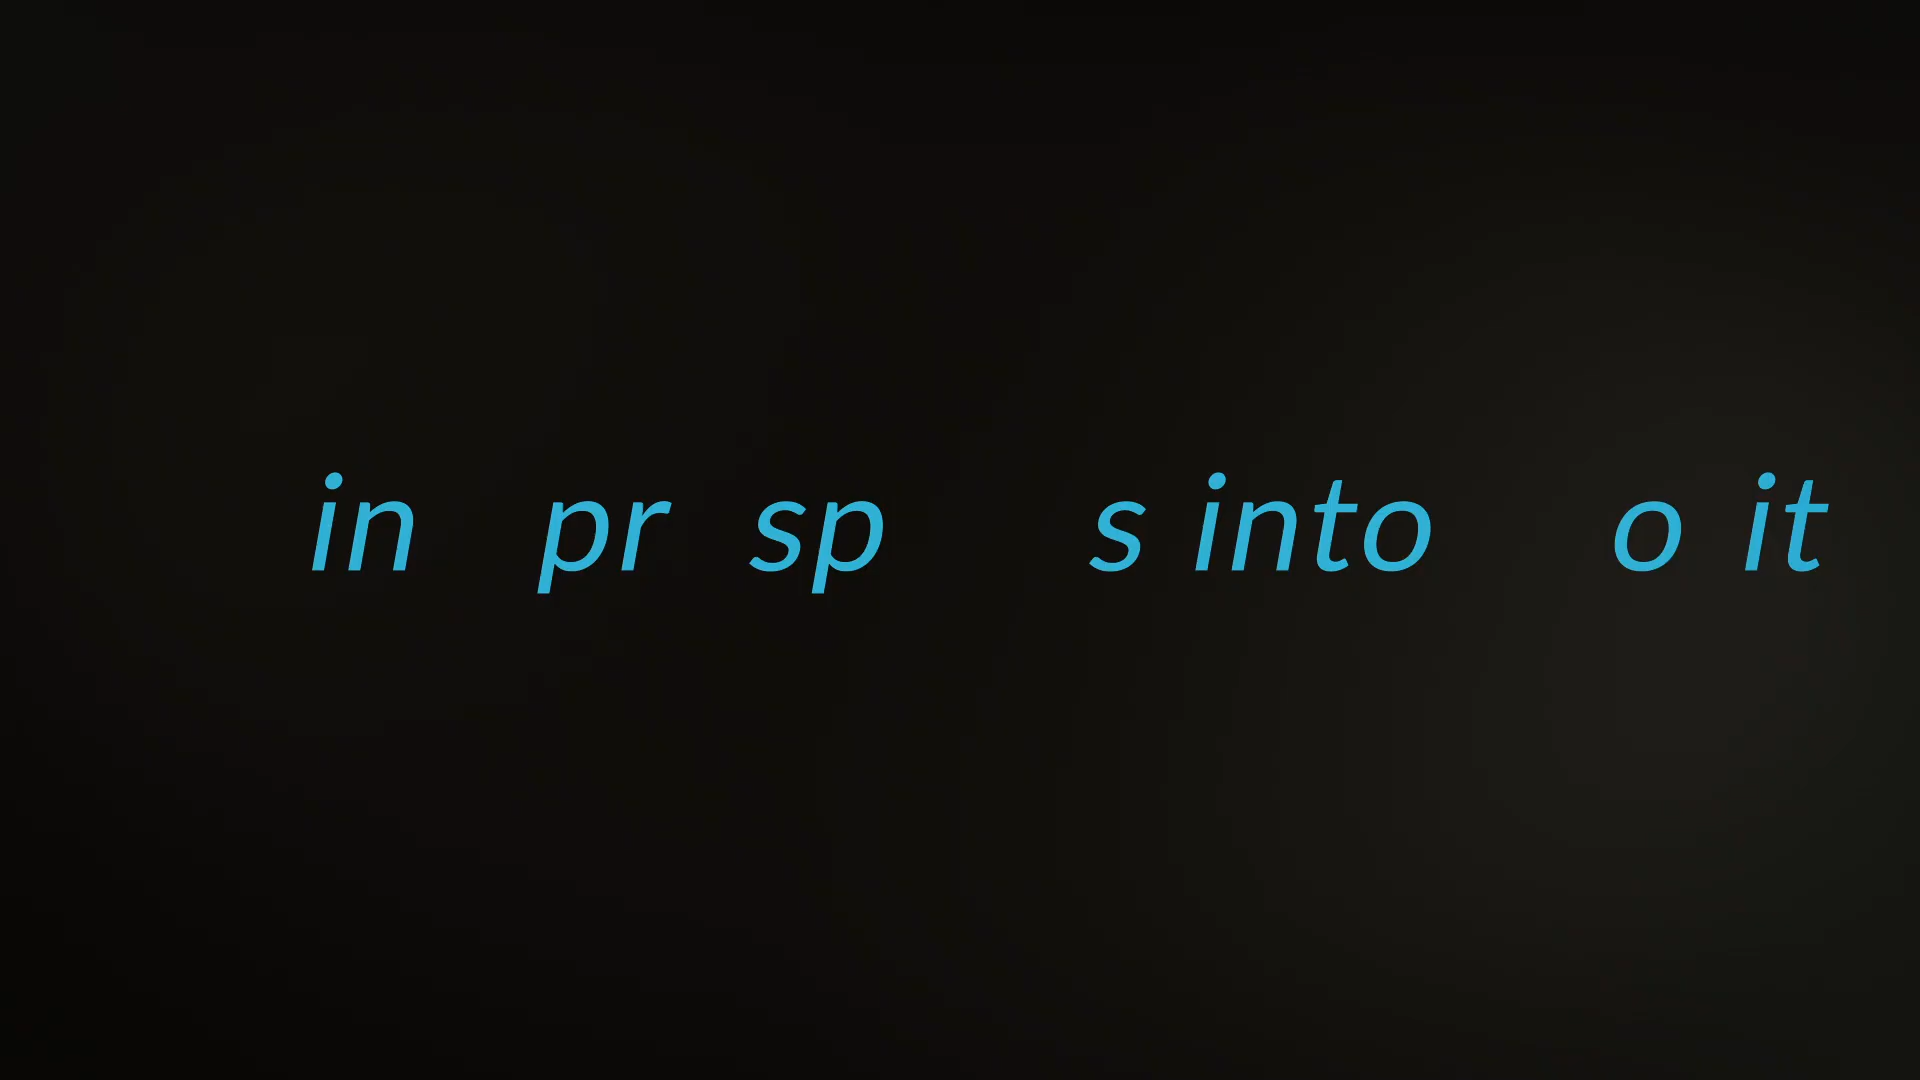 in pr sp s into o it